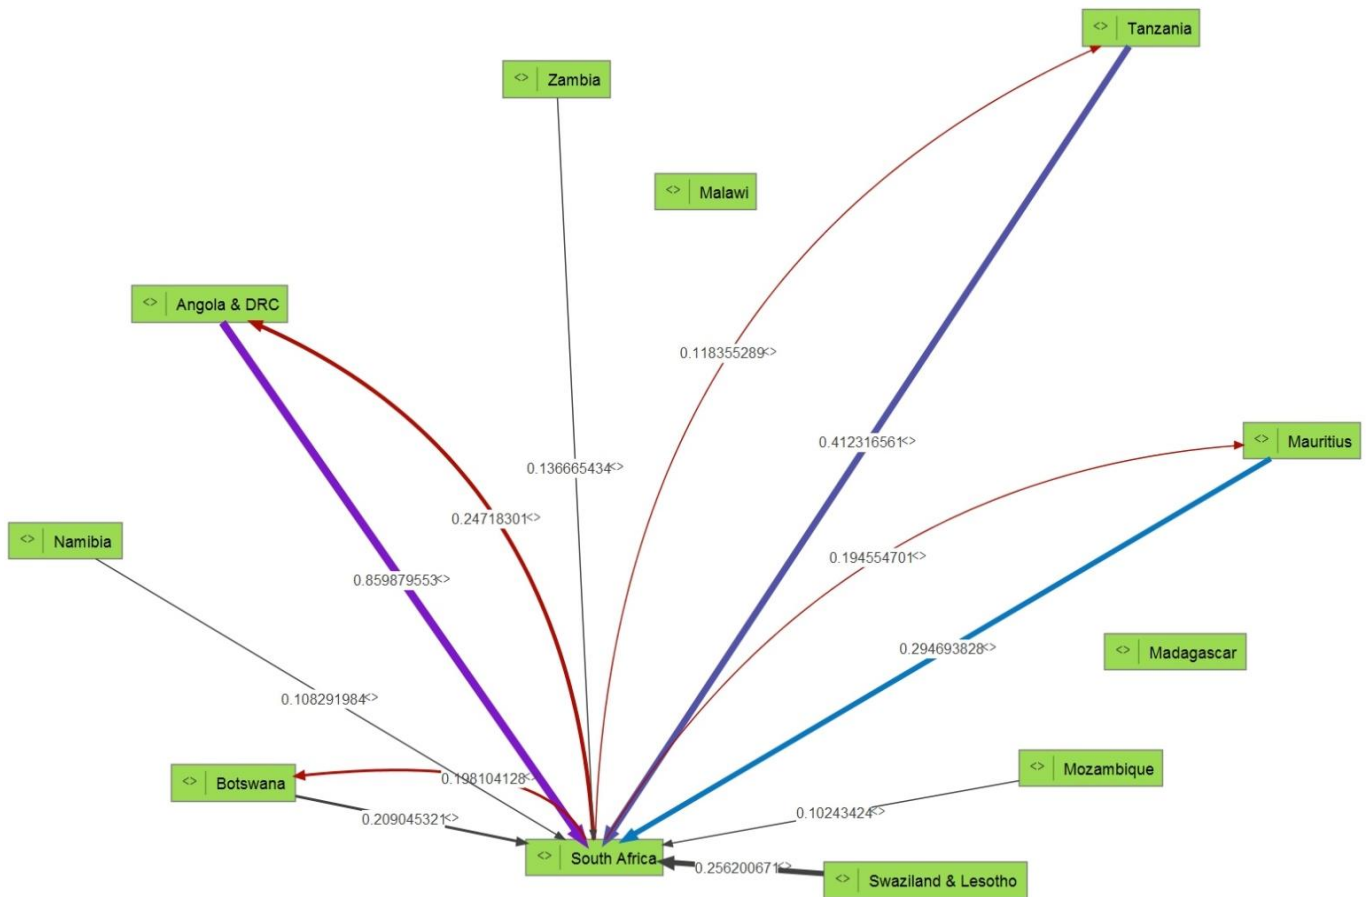 <> Tanzania
<> Zambia
<> Malawi
<> Angola & DRC
0.118355289<>
<> Mauritius
0.412316561<>
0.136665434<>
0.24718301<>
<> Namibia
0.194554701<>
0.859879553<>
0.294693828<>
<> Madagascar
0.108291984<>
<> Mozambique
0.198104128<>
<> Botswana
0.10243424<>
0.209045321<>
<> South Africa
0.256200671<>
<> Swaziland & Lesotho